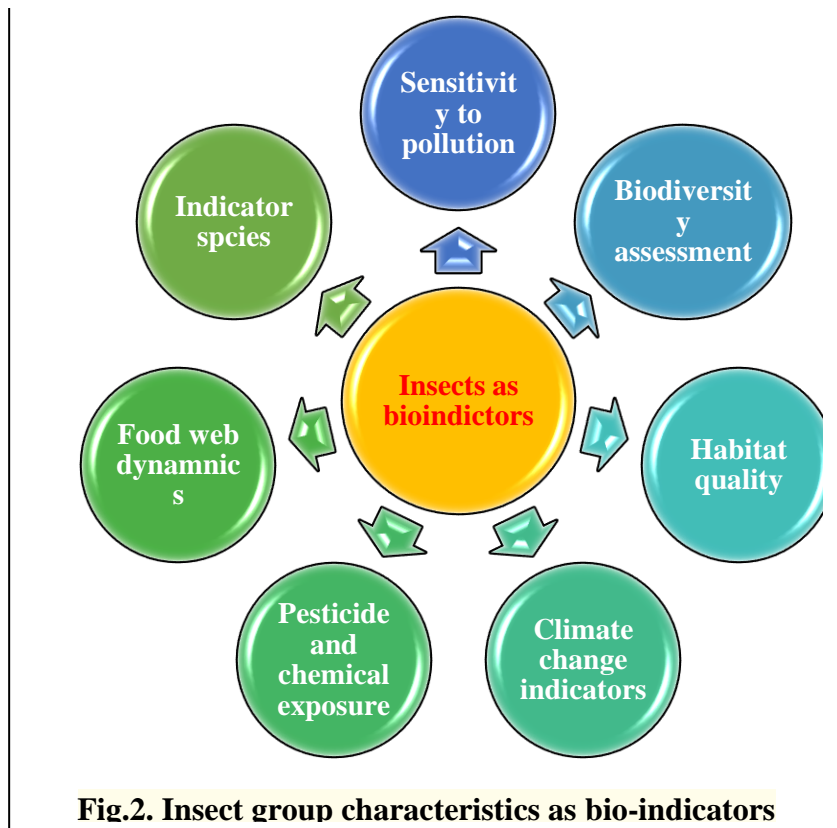 Sensitivit
y to
pollution
Biodiversit
y
assessment
Habitat
quality
Climate
change
indicators
Pesticide
and
chemical
exposure
Food web
dynamnic
s
Indicator
spcies
Insects as
bioindictors
Fig.2. Insect group characteristics as bio-indicators